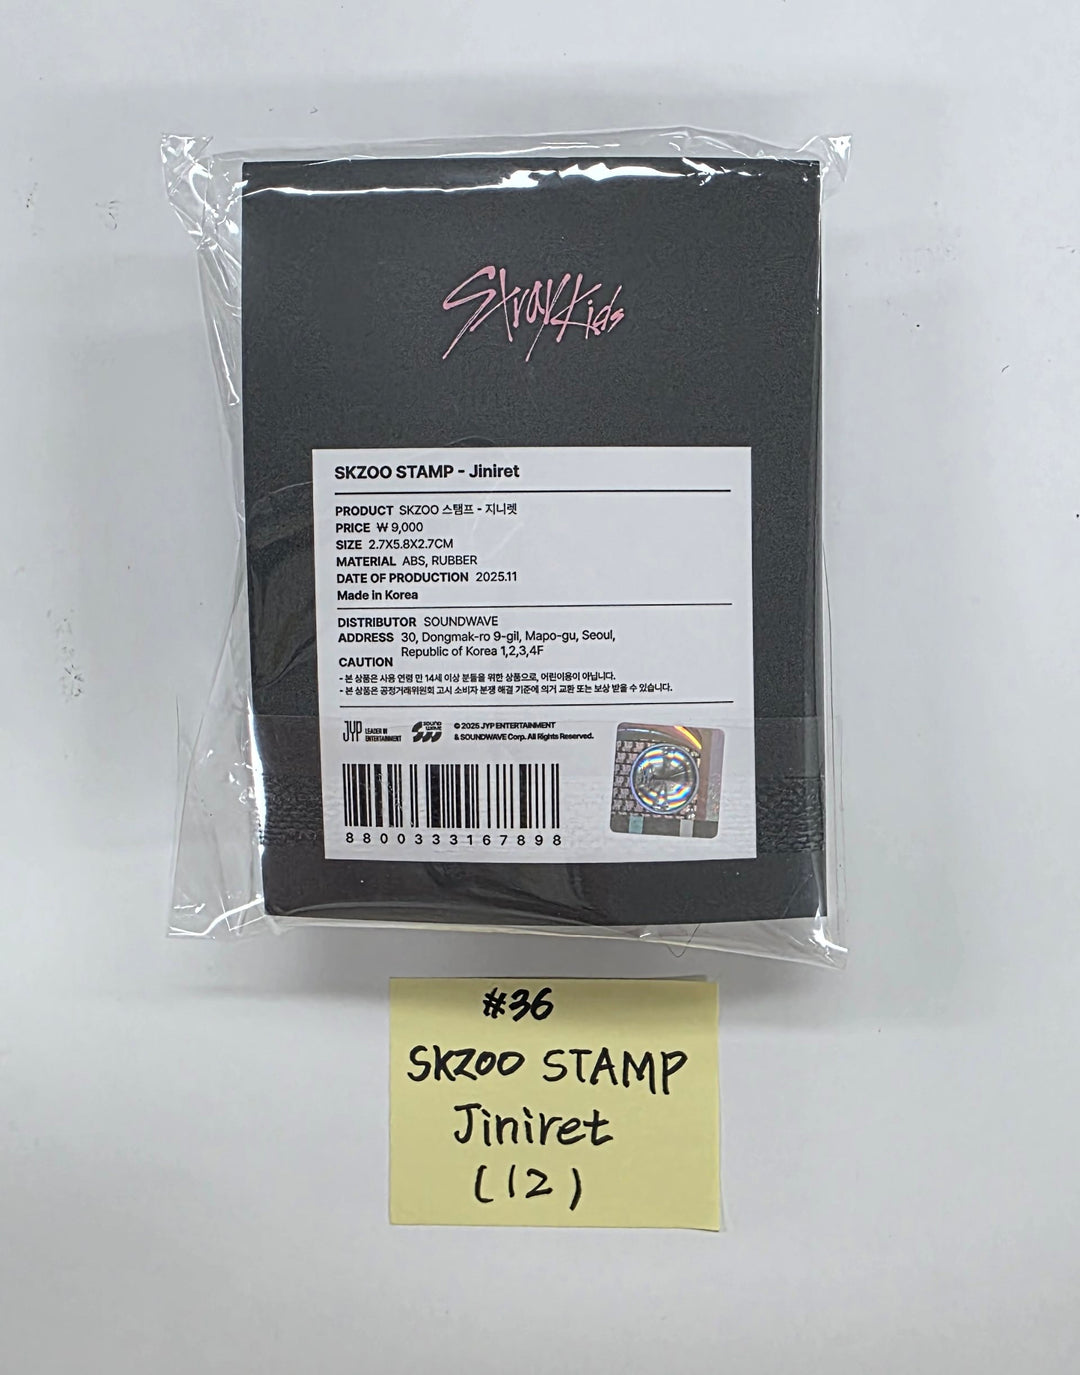 Stray Kids
SKZOO STAMP - Jiniret
PRODUCT SKZOO 스탬프 - 지니렛
PRICE ₩ 9,000
SIZE 2.7X5.8X2.7CM
MATERIAL ABS, RUBBER
DATE OF PRODUCTION 2025.11
Made in Korea
DISTRIBUTOR SOUNDWAVE
ADDRESS 30, Dongmak-ro 9-gil, Mapo-gu, Seoul,
Republic of Korea 1,2,3,4F
CAUTION
- 본 상품은 사용 연령 만 14세 이상 분들을 위한 상품으로, 어린이용이 아닙니다.
- 본 상품은 공정거래위원회 고시 소비자 분쟁 해결 기준에 의거 교환 또는 보상 받을 수 있습니다.
JYP LEADER IN
ENTERTAINMENT
sound
wave
© 2025 JYP ENTERTAINMENT
& SOUNDWAVE Corp. All Rights Reserved.
8800333167898
#36
SKZOO STAMP
Jiniret
(12)